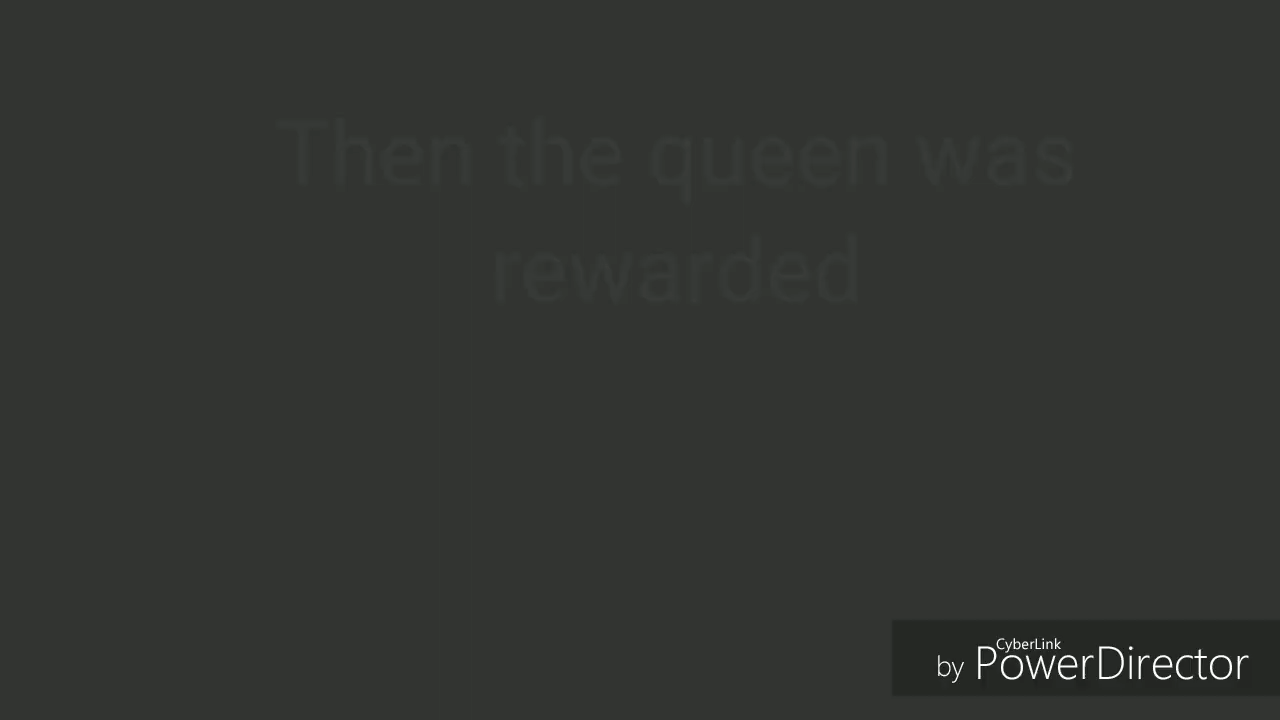 Then the queen was
rewarded
CyberLink
by PowerDirector